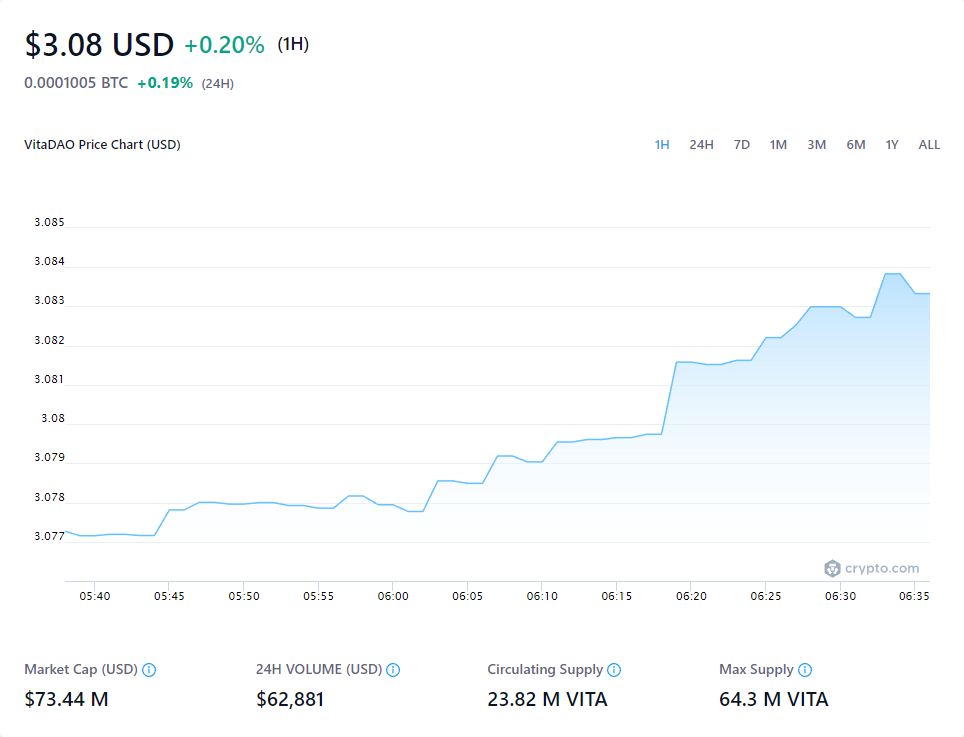 $3.08 USD +0.20% (1H)
0.0001005 BTC +0.19% (24H)
VitaDAO Price Chart (USD)
1H 24H 7D 1M 3M 6M 1Y ALL
3.085
3.084
3.083
3.082
3.081
3.08
3.079
3.078
3.077
crypto.com
05:40 05:45 05:50 05:55 06:00 06:05 06:10 06:15 06:20 06:25 06:30 06:35
Market Cap (USD) 24H VOLUME (USD) Circulating Supply Max Supply
$73.44 M $62,881 23.82 M VITA 64.3 M VITA